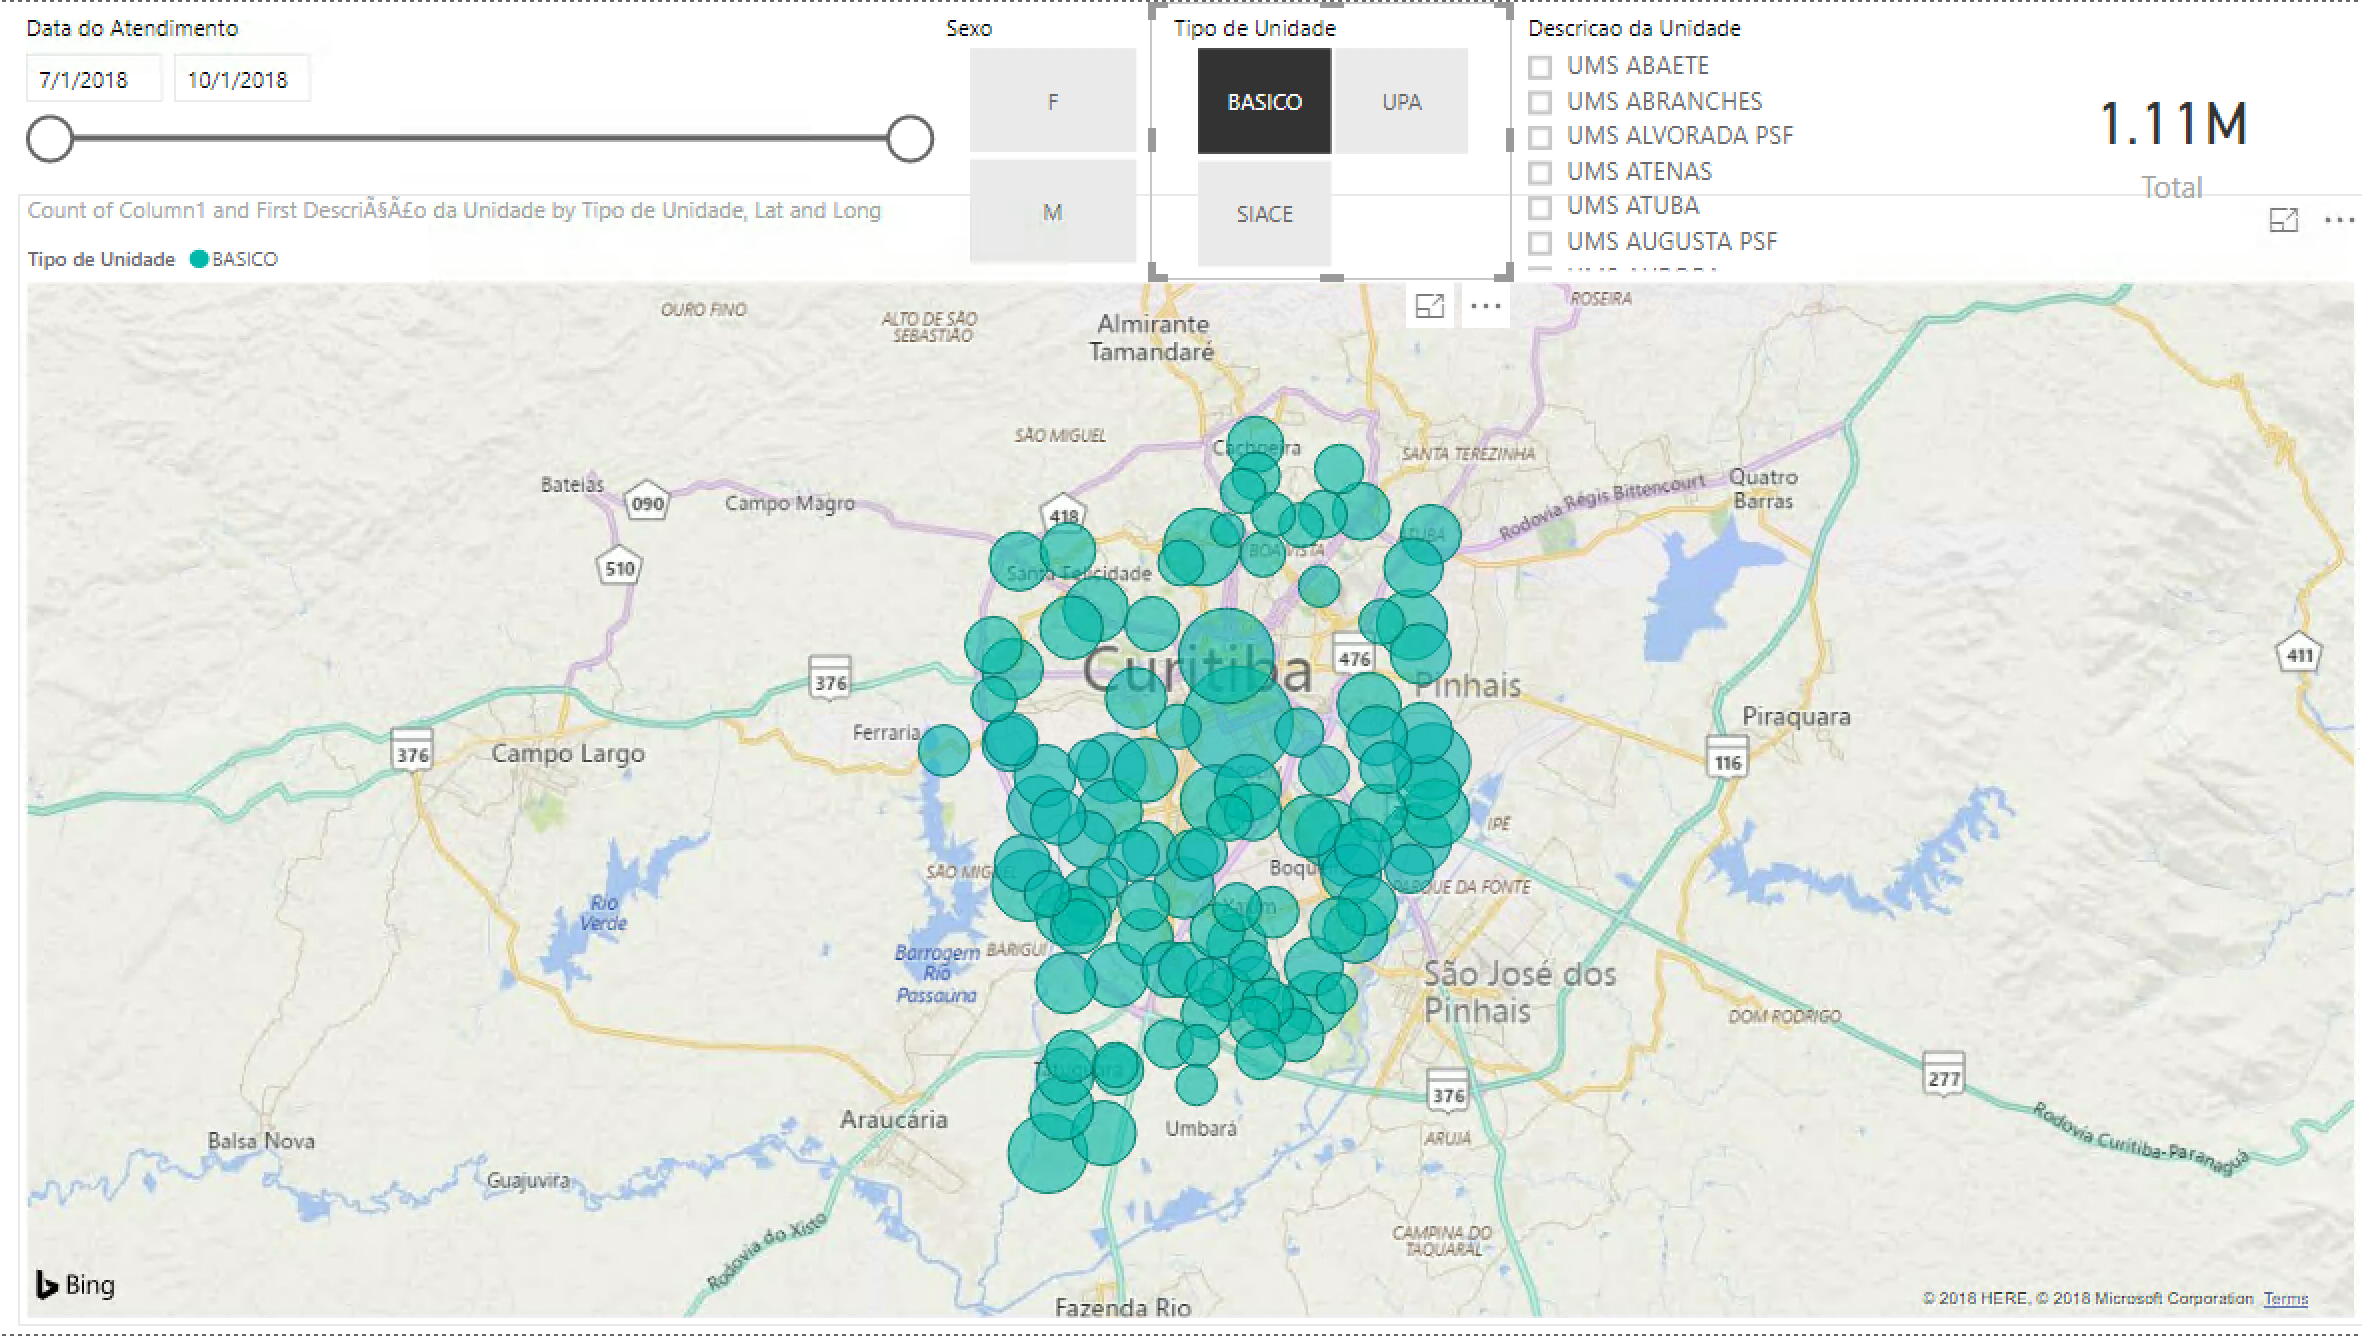 Data do Atendimento
7/1/2018
10/1/2018
Sexo
F
M
Tipo de Unidade
BASICO
UPA
SIACE
Descricao da Unidade
UMS ABAETE
UMS ABRANCHES
UMS ALVORADA PSF
UMS ATENAS
UMS ATUBA
UMS AUGUSTA PSF
1.11M
Total
Count of Column1 and First DescriÃ§Ã£o da Unidade by Tipo de Unidade, Lat and Long
Tipo de Unidade
BASICO
OURO FINO
ALTO DE SÃO
SEBASTIÃO
Almirante
Tamandaré
ROSEIRA
SÃO MIGUEL
Cachoeira
SANTA TEREZINHA
Bateias
090
Campo Magro
418
Rodovia Régis Bittencourt
Quatro
Barras
ATUBA
BOA VISTA
510
Santa Felicidade
376
Curitiba
476
Pinhais
411
Piraquara
376
Campo Largo
Ferraria
116
IPÊ
Rio
Verde
SÃO MIGUEL
PARQUE DA FONTE
Barragem
Rio
Passaúna
BARIGUI
Xaxim
São José dos
Pinhais
DOM RODRIGO
277
376
Araucária
Umbará
ARUJÁ
Rodovia Curitiba-Paranaguá
Balsa Nova
Guajuvira
Rodovia do Xisto
CAMPINA DO
TAQUARAL
Fazenda Rio
Bing
© 2018 HERE, © 2018 Microsoft Corporation Terms